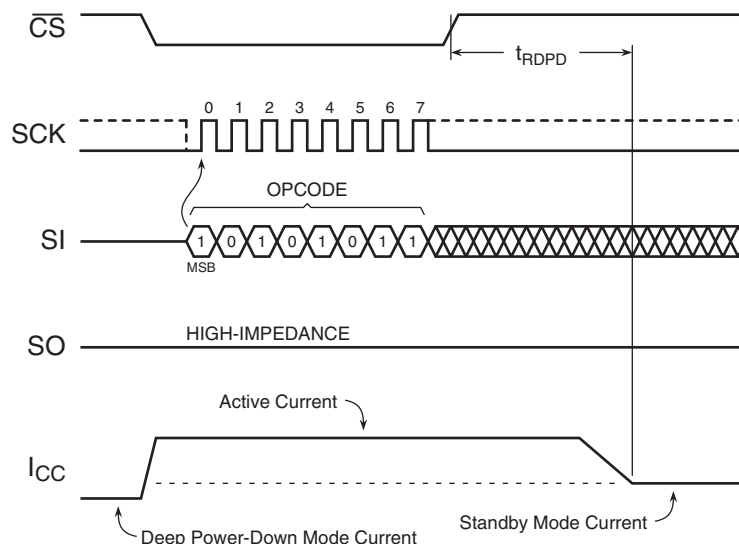 CS
tRDPD
0 1 2 3 4 5 6 7
SCK
OPCODE
SI
1 0 1 0 1 0 1 1
MSB
HIGH-IMPEDANCE
SO
Active Current
ICC
Standby Mode Current
Deep Power-Down Mode Current